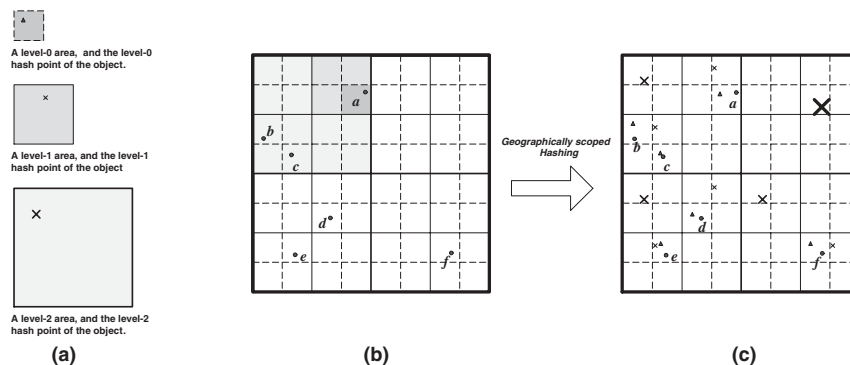 A level-0 area, and the level-0
hash point of the object.
A level-1 area, and the level-1
hash point of the object
A level-2 area, and the level-2
hash point of the object.
(a)
a
b
c
d
e
f
(b)
Geographically scoped
Hashing
a
b
c
d
e
f
(c)